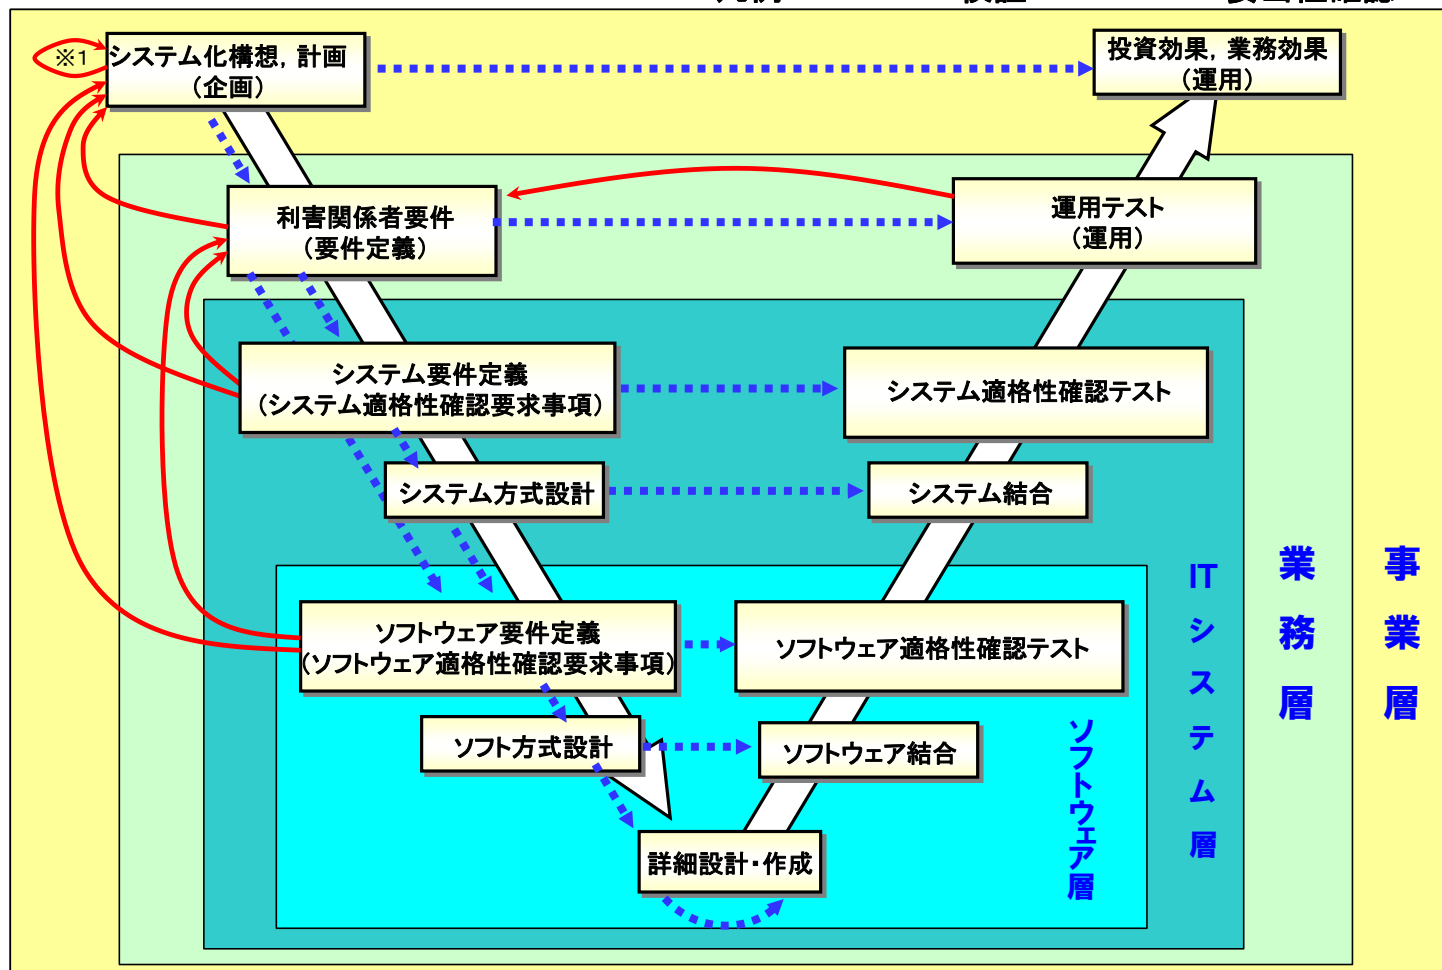 ※1
システム化構想, 計画
(企画)
投資効果, 業務効果
(運用)
利害関係者要件
(要件定義)
運用テスト
(運用)
システム要件定義
(システム適格性確認要求事項)
システム適格性確認テスト
システム方式設計
システム結合
ソフトウェア要件定義
(ソフトウェア適格性確認要求事項)
ソフトウェア適格性確認テスト
ソフト方式設計
ソフトウェア結合
詳細設計・作成
ソフトウェア層
ITシステム層
業務層
事業層